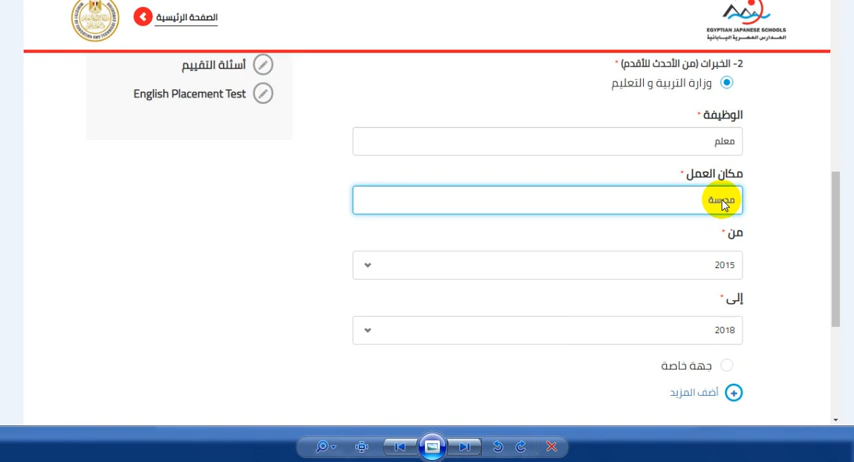 الصفحة الرئيسية
EGYPTIAN JAPANESE SCHOOLS
المدارس المصرية اليابانية
2- الخبرات (من الأحدث للأقدم) *
وزارة التربية و التعليم
الوظيفة *
معلم
مكان العمل *
مدرسة
من *
2015
إلى *
2018
جهة خاصة
أضف المزيد
أسئلة التقييم
English Placement Test